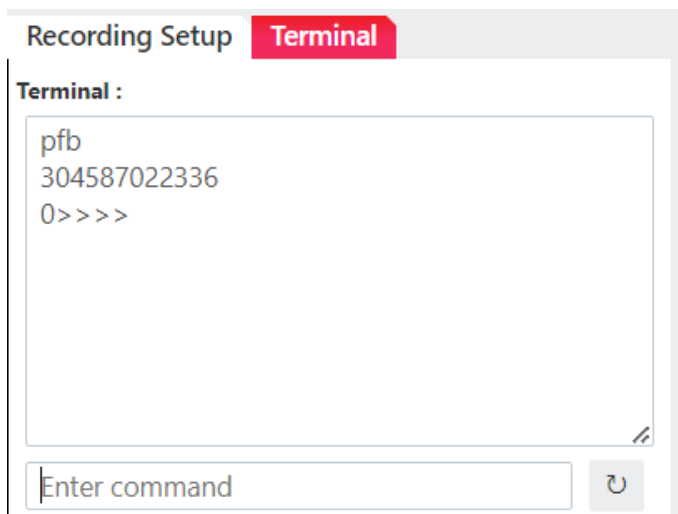 Recording Setup Terminal
Terminal :
pfb
304587022336
0>>>>
Enter command